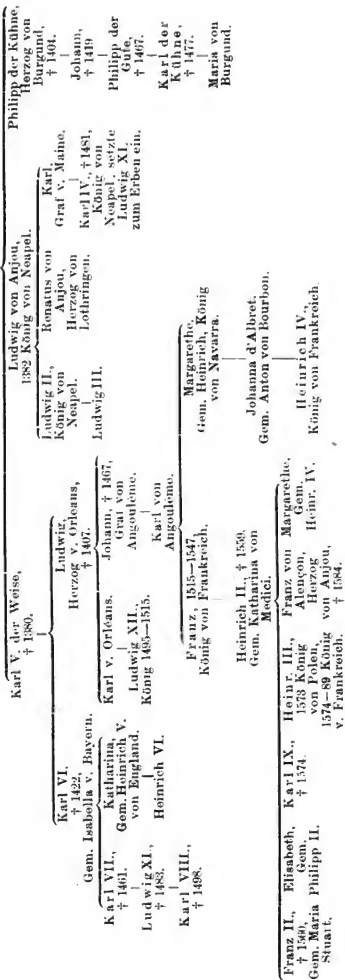 Karl V. der Weise,
† 1380.
Ludwig von Anjou,
1382 König von Neapel.
Philipp der Kühne,
Herzog von
Burgund,
† 1404.
Johann,
† 1419
Philipp der
Gute,
† 1467.
Karl der
Kühne,
† 1477.
Maria von
Burgund.
Karl VI.
† 1422,
Gem. Isabella v. Bayern.
Ludwig,
Herzog v. Orleans,
† 1407.
Ludwig II.,
König von
Neapel.
Ludwig III.
Renatus von
Anjou,
Herzog von
Lothringen.
Karl,
Graf v. Maine.
Karl IV., † 1481,
König von
Neapel, setzte
Ludwig XI.
zum Erben ein.
Karl VII.,
† 1461.
Ludwig XI.,
† 1483.
Karl VIII.,
† 1498.
Katharina,
Gem. Heinrich V.
von England.
Heinrich VI.
Karl v. Orléans.
Ludwig XII.,
König 1495–1515.
Johann, † 1467,
Graf von
Angoulème.
Karl von
Angoulème.
Franz, 1515–1547,
König von Frankreich.
Heinrich II., † 1559.
Gem. Katharina von
Medici.
Margarethe,
Gem. Heinrich, König
von Navarra.
Johanna d'Albret.
Gem. Anton von Bourbon.
Heinrich IV.,
König von Frankreich.
Franz II.,
† 1560,
Gem. Maria
Stuart.
Elisabeth,
Gem.
Philipp II.
Karl IX.,
† 1574.
Heinr. III.,
1573 König
von Polen,
1574–89 König
v. Frankreich.
Franz von
Alençon,
Herzog
von Anjou,
† 1584.
Margarethe.
Gem.
Heinr. IV.